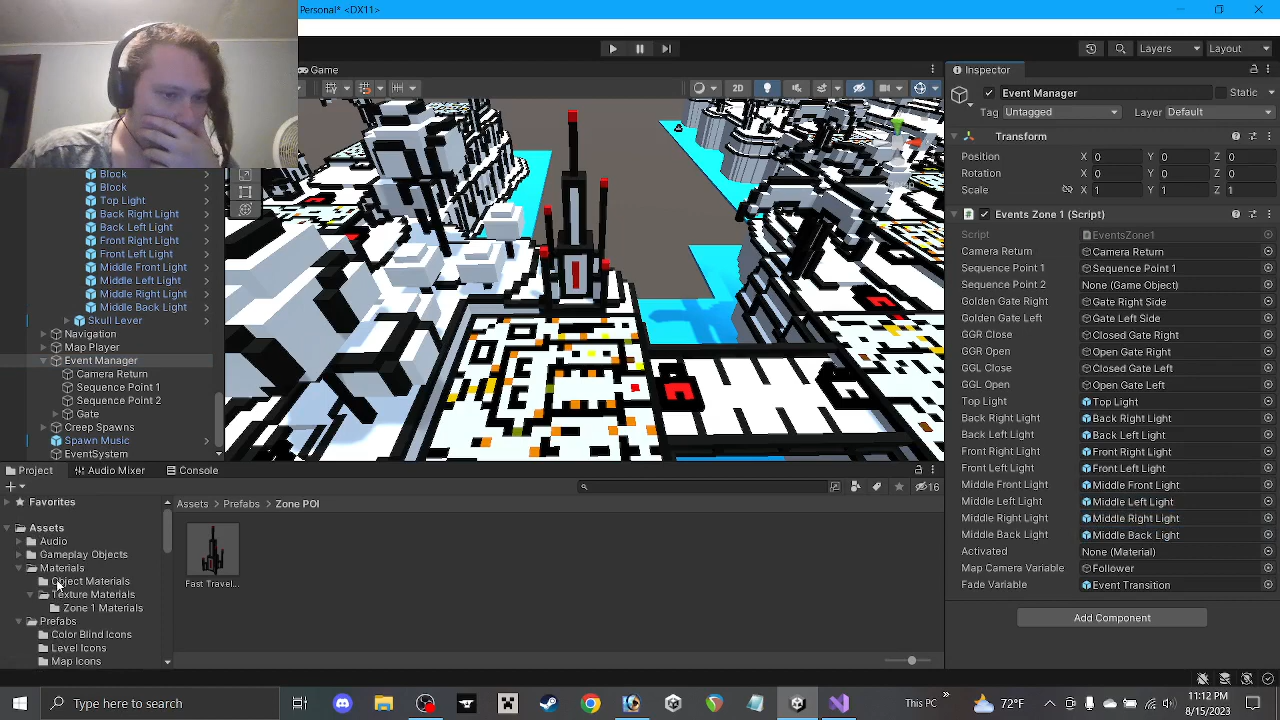 Personal* <DX11>
Layers
Layout
Game
2D
Inspector
Event Manager
Static
Tag Untagged
Layer Default
Transform
Position X 0 Y 0 Z 0
Rotation X 0 Y 0 Z 0
Scale X 1 Y 1 Z 1
Events Zone 1 (Script)
Script EventsZone1
Camera Return Camera Return
Sequence Point 1 Sequence Point 1
Sequence Point 2 None (Game Object)
Golden Gate Right Gate Right Side
Golden Gate Left Gate Left Side
GGR Close Closed Gate Right
GGR Open Open Gate Right
GGL Close Closed Gate Left
GGL Open Open Gate Left
Top Light Top Light
Back Right Light Back Right Light
Back Left Light Back Left Light
Front Right Light Front Right Light
Front Left Light Front Left Light
Middle Front Light Middle Front Light
Middle Left Light Middle Left Light
Middle Right Light Middle Right Light
Middle Back Light Middle Back Light
Activated None (Material)
Map Camera Variable Follower
Fade Variable Event Transition
Add Component
Block
Block
Top Light
Back Right Light
Back Left Light
Front Right Light
Front Left Light
Middle Front Light
Middle Left Light
Middle Right Light
Middle Back Light
Skull Lever
Navigation
Map Player
Event Manager
Camera Return
Sequence Point 1
Sequence Point 2
Gate
Creep Spawns
Spawn Music
EventSystem
Project
Audio Mixer
Console
16
Favorites
Assets
Audio
Gameplay Objects
Materials
Object Materials
Texture Materials
Zone 1 Materials
Prefabs
Color Blind Icons
Level Icons
Map Icons
Assets > Prefabs > Zone POI
Fast Travel...
Type here to search
This PC
72°F
11:12 PM
8/15/2023